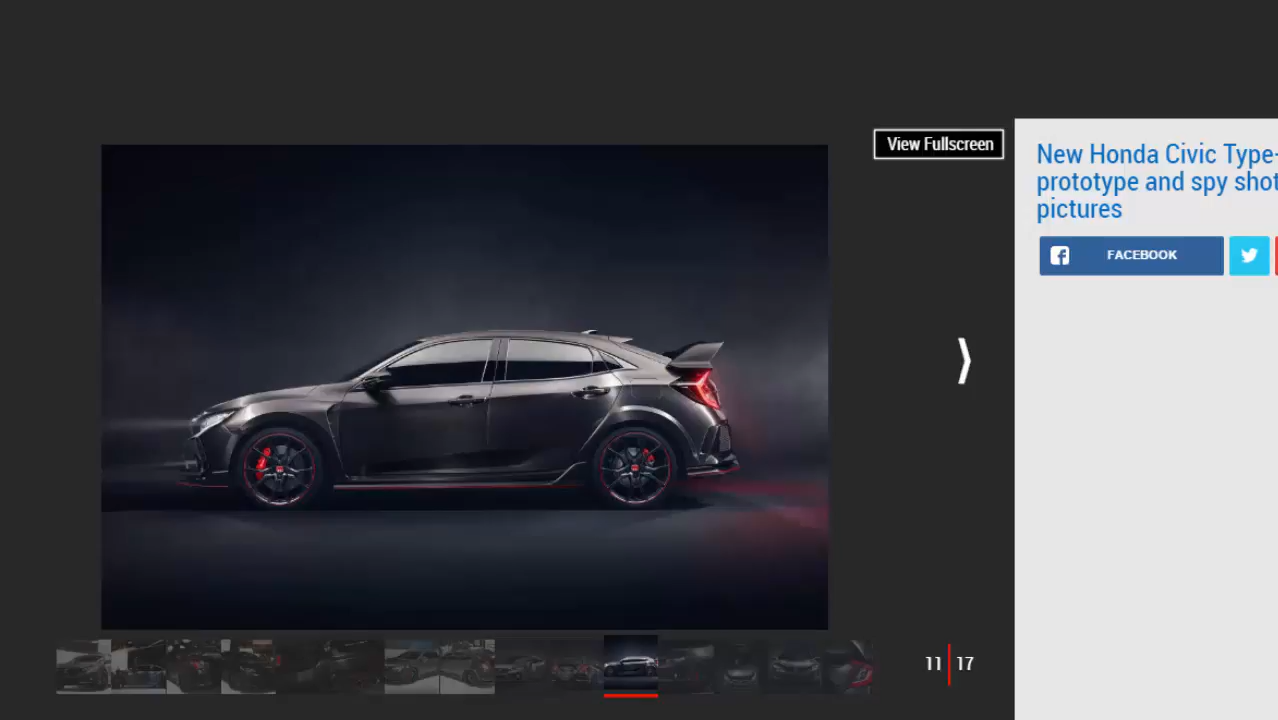 View Fullscreen
New Honda Civic Type-
prototype and spy shot
pictures
FACEBOOK
11 17